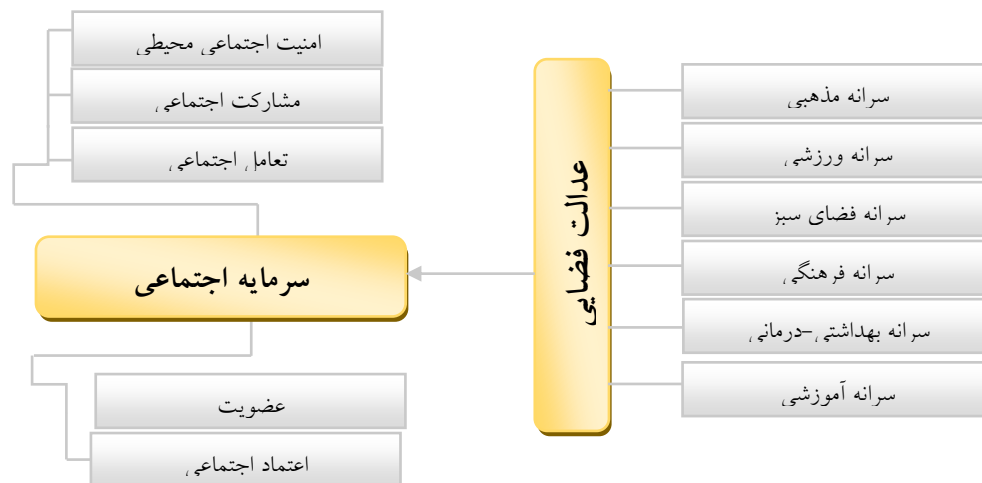 سرانه مذهبی
سرانه ورزشی
سرانه فضای سبز
سرانه فرهنگی
سرانه بهداشتی-درمانی
سرانه آموزشی
عدالت فضایی
امنیت اجتماعی محیطی
مشارکت اجتماعی
تعامل اجتماعی
سرمایه اجتماعی
عضویت
اعتماد اجتماعی